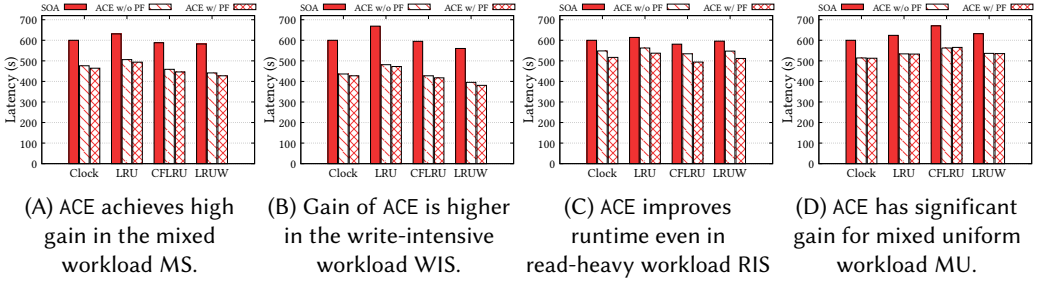 SOA ACE w/o PF ACE w/ PF
Latency (s)
700
600
500
400
300
200
100
0
Clock LRU CFLRU LRUW
(A) ACE achieves high
gain in the mixed
workload MS.
SOA ACE w/o PF ACE w/ PF
Latency (s)
700
600
500
400
300
200
100
0
Clock LRU CFLRU LRUW
(B) Gain of ACE is higher
in the write-intensive
workload WIS.
SOA ACE w/o PF ACE w/ PF
Latency (s)
700
600
500
400
300
200
100
0
Clock LRU CFLRU LRUW
(C) ACE improves
runtime even in
read-heavy workload RIS
SOA ACE w/o PF ACE w/ PF
Latency (s)
700
600
500
400
300
200
100
0
Clock LRU CFLRU LRUW
(D) ACE has significant
gain for mixed uniform
workload MU.